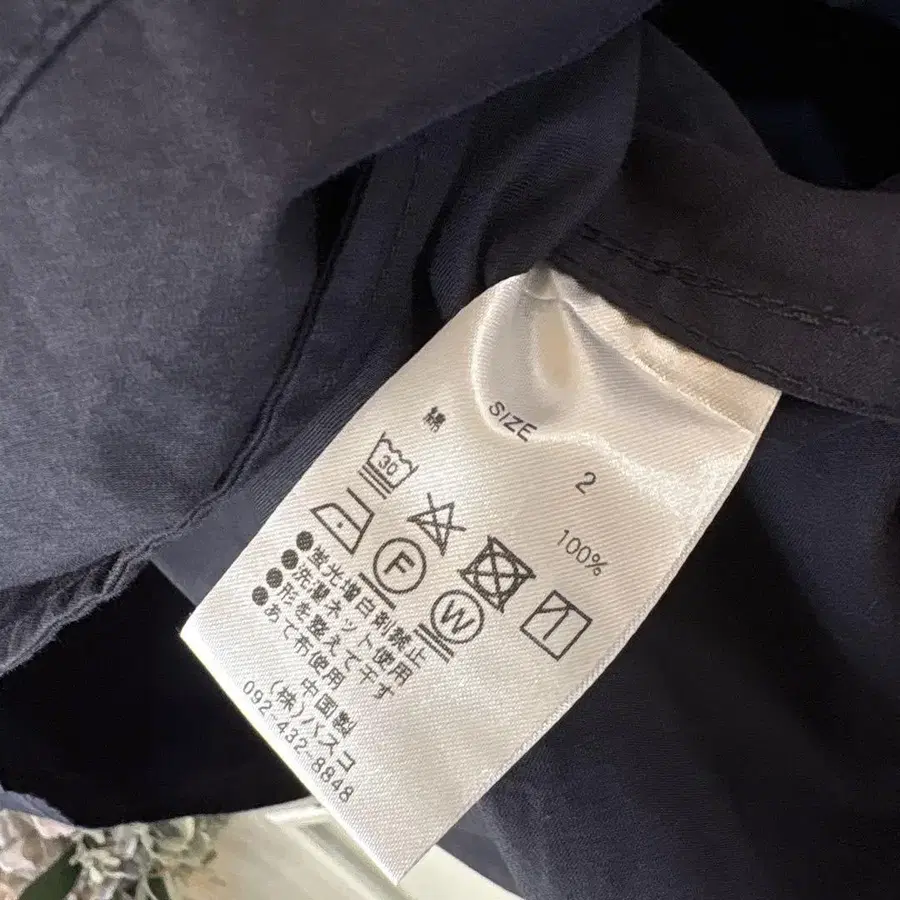 SIZE 2
綿 100%
30
F W
蛍光増白剤禁止
洗濯ネット使用
形を整えて干す
あて布使用
中国製
(株)パスコ
092-432-8848